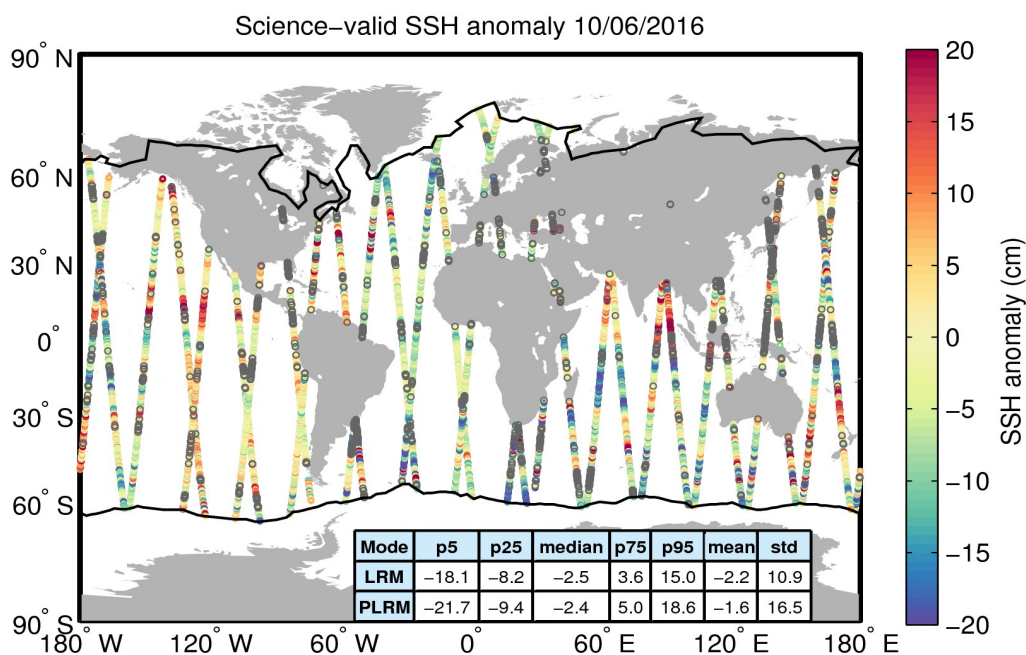 Science−valid SSH anomaly 10/06/2016
90° N
60° N
30° N
0°
30° S
60° S
90° S
180° W
120° W
60° W
0°
60° E
120° E
180° E
Mode p5 p25 median p75 p95 mean std
LRM −18.1 −8.2 −2.5 3.6 15.0 −2.2 10.9
PLRM −21.7 −9.4 −2.4 5.0 18.6 −1.6 16.5
20
15
10
5
0
−5
−10
−15
−20
SSH anomaly (cm)